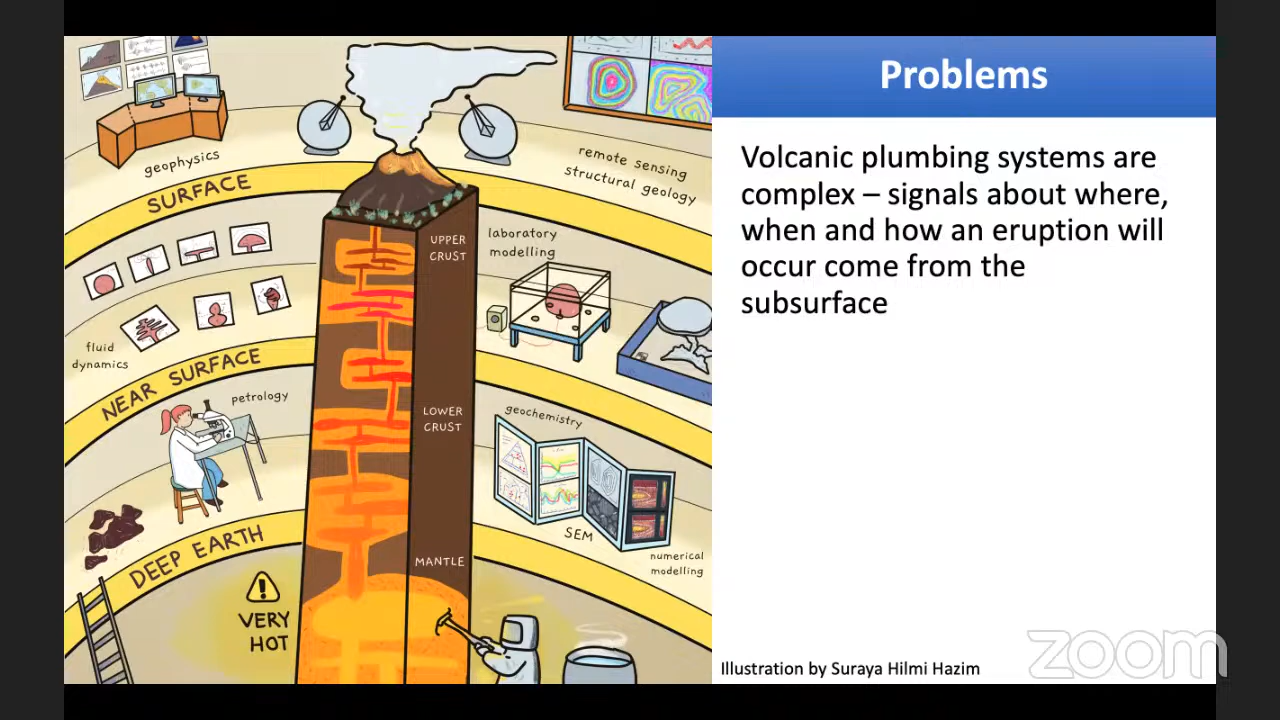 Problems
Volcanic plumbing systems are
complex – signals about where,
when and how an eruption will
occur come from the
subsurface
geophysics
SURFACE
remote sensing
structural geology
UPPER
CRUST
laboratory
modelling
fluid
dynamics
NEAR SURFACE
petrology
LOWER
CRUST
geochemistry
SEM
numerical
modelling
DEEP EARTH
MANTLE
!
VERY
HOT
Illustration by Suraya Hilmi Hazim
zoom